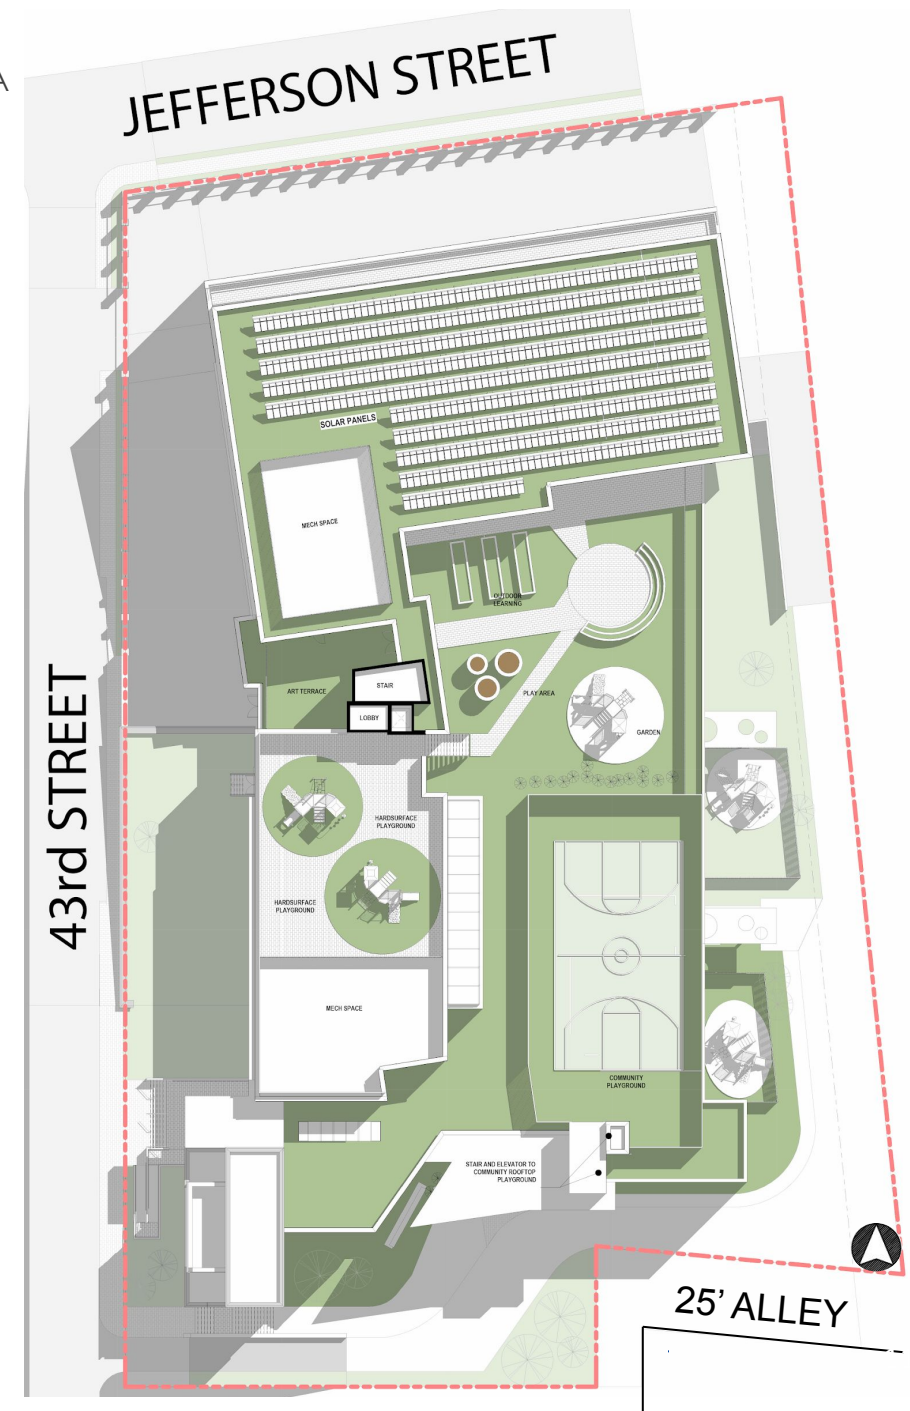 A
JEFFERSON STREET
SOLAR PANELS
MECH SPACE
OUTDOOR
LEARNING
ART TERRACE
STAIR
LOBBY
PLAY AREA
GARDEN
43rd STREET
HARDSURFACE
PLAYGROUND
HARDSURFACE
PLAYGROUND
MECH SPACE
COMMUNITY
PLAYGROUND
STAIR AND ELEVATOR TO
COMMUNITY ROOFTOP
PLAYGROUND
25' ALLEY